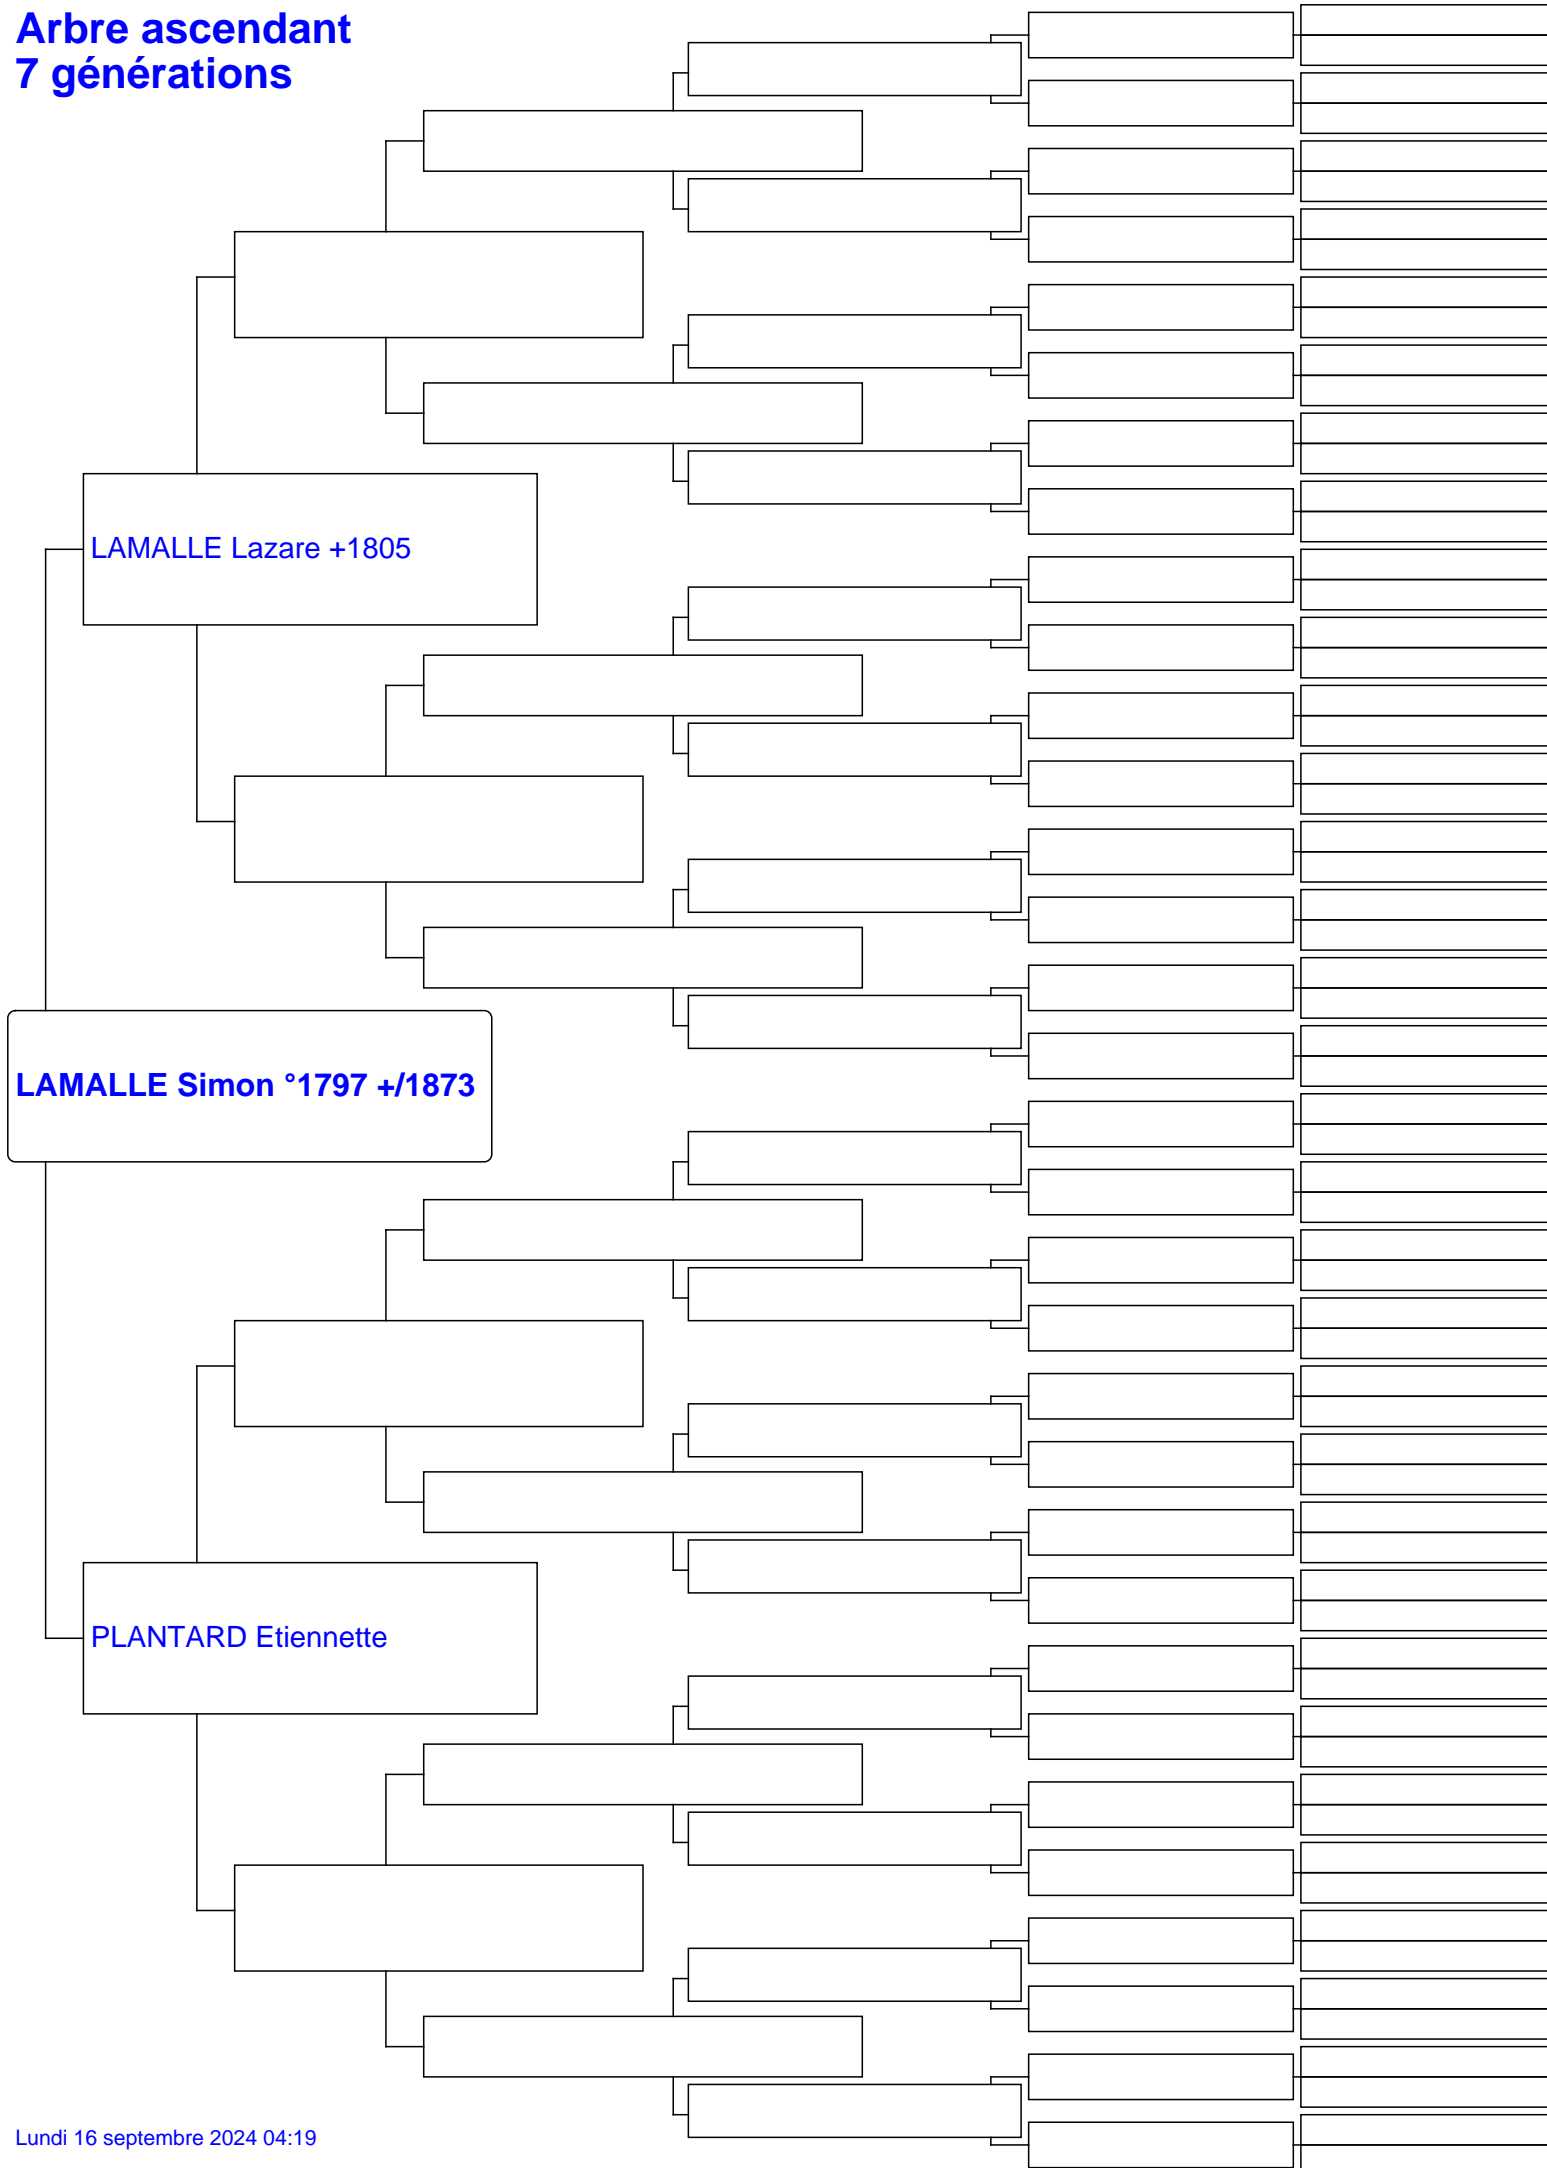 Arbre ascendant
7 générations
LAMALLE Lazare +1805
LAMALLE Simon °1797 +/1873
PLANTARD Etiennette
Lundi 16 septembre 2024 04:19